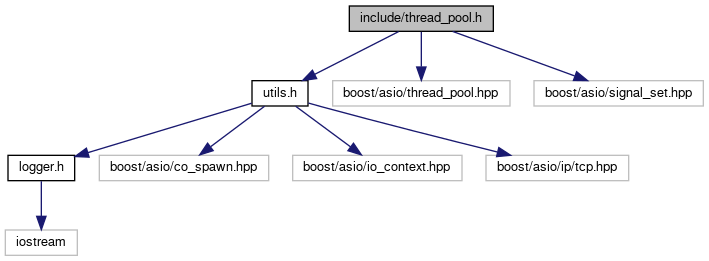 include/thread_pool.h
utils.h
boost/asio/thread_pool.hpp
boost/asio/signal_set.hpp
logger.h
boost/asio/co_spawn.hpp
boost/asio/io_context.hpp
boost/asio/ip/tcp.hpp
iostream